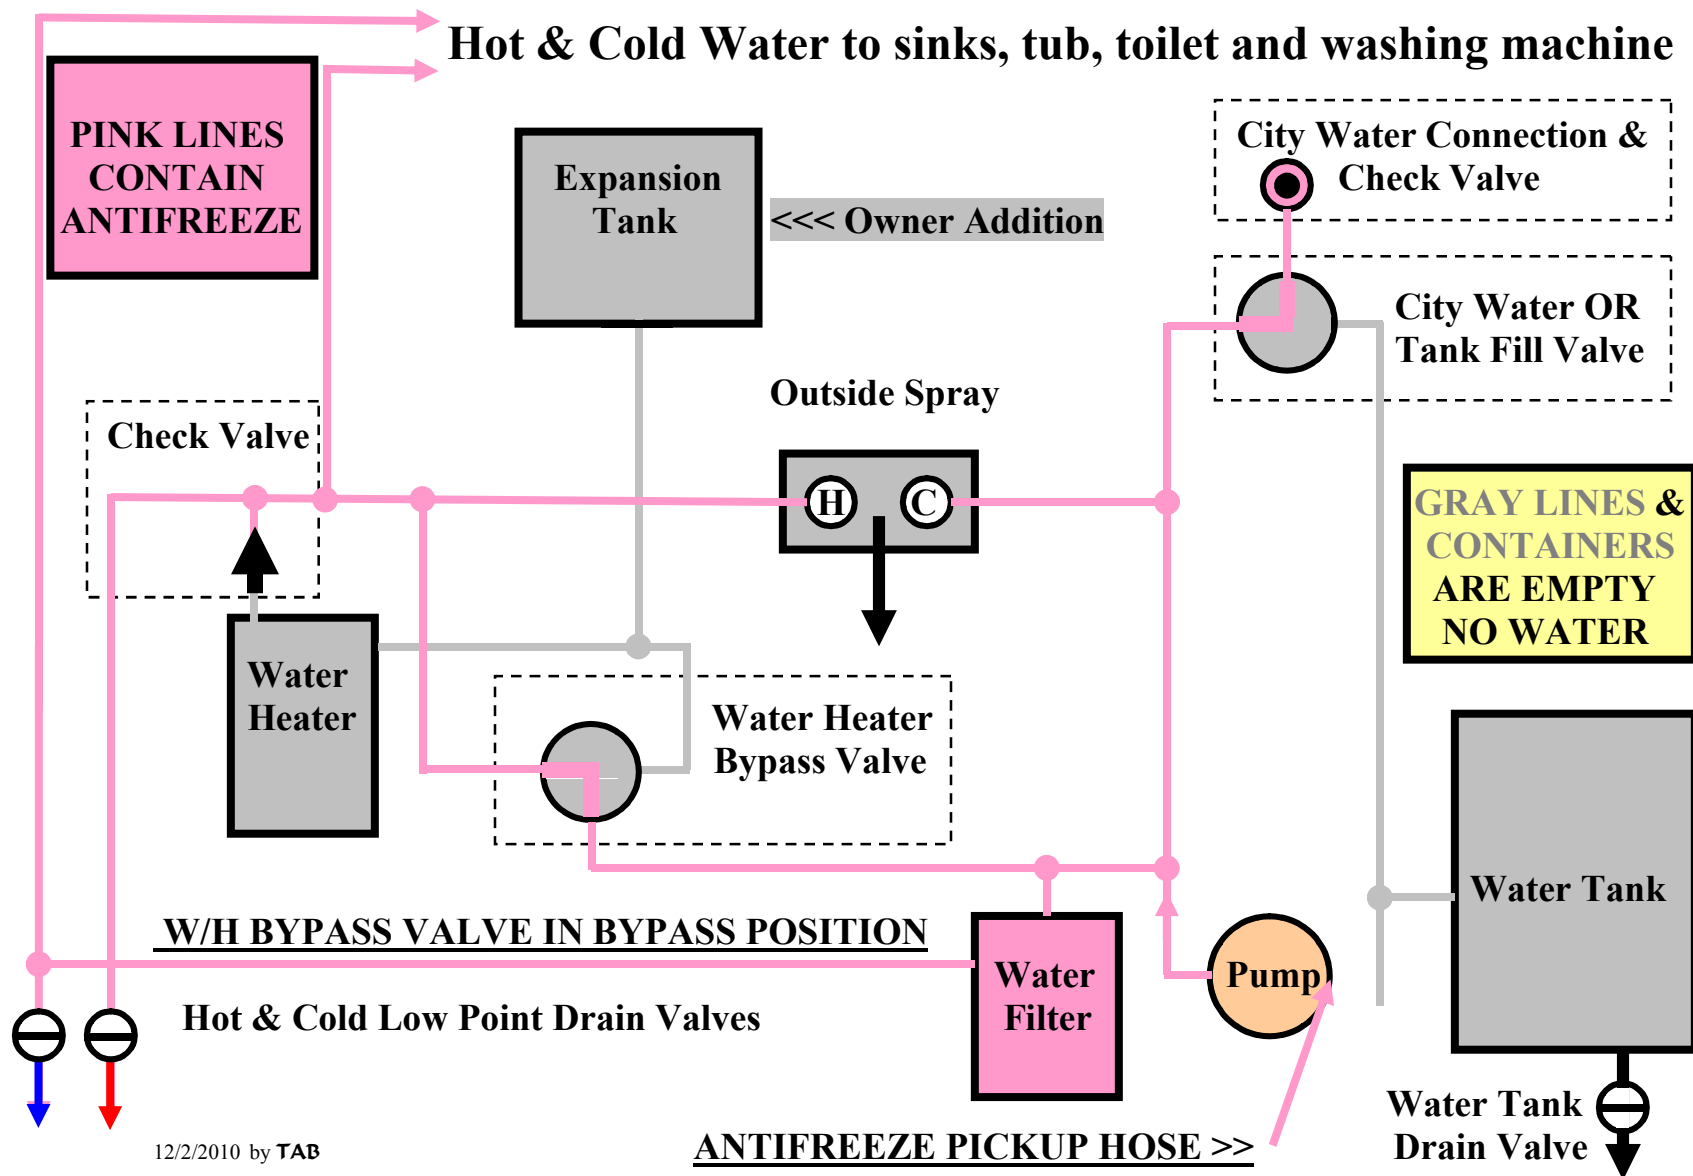 Hot & Cold Water to sinks, tub, toilet and washing machine
PINK LINES
CONTAIN
ANTIFREEZE
Expansion
Tank
<<< Owner Addition
City Water Connection &
Check Valve
City Water OR
Tank Fill Valve
Outside Spray
H
C
Check Valve
GRAY LINES &
CONTAINERS
ARE EMPTY
NO WATER
Water
Heater
Water Heater
Bypass Valve
Water Tank
W/H BYPASS VALVE IN BYPASS POSITION
Water
Filter
Pump
Hot & Cold Low Point Drain Valves
Water Tank
Drain Valve
ANTIFREEZE PICKUP HOSE >>
12/2/2010 by TAB